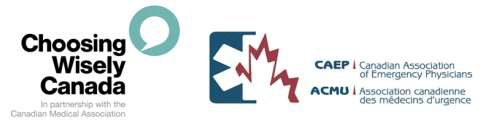 Choosing
Wisely
Canada
In partnership with the
Canadian Medical Association
CAEP | Canadian Association
of Emergency Physicians
ACMU | Association canadienne
des médecins d'urgence